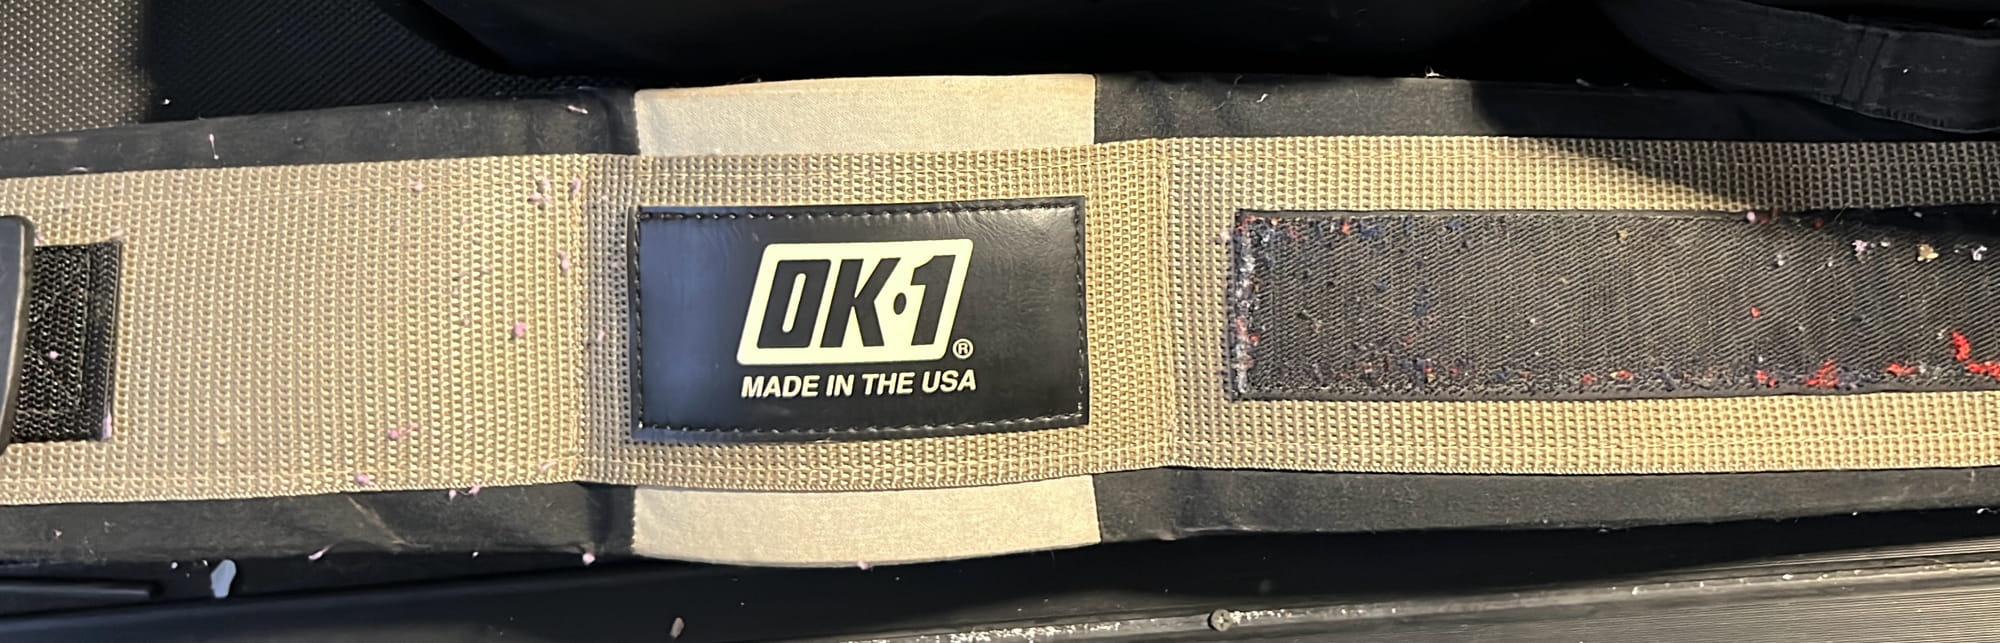 OK·1®
MADE IN THE USA